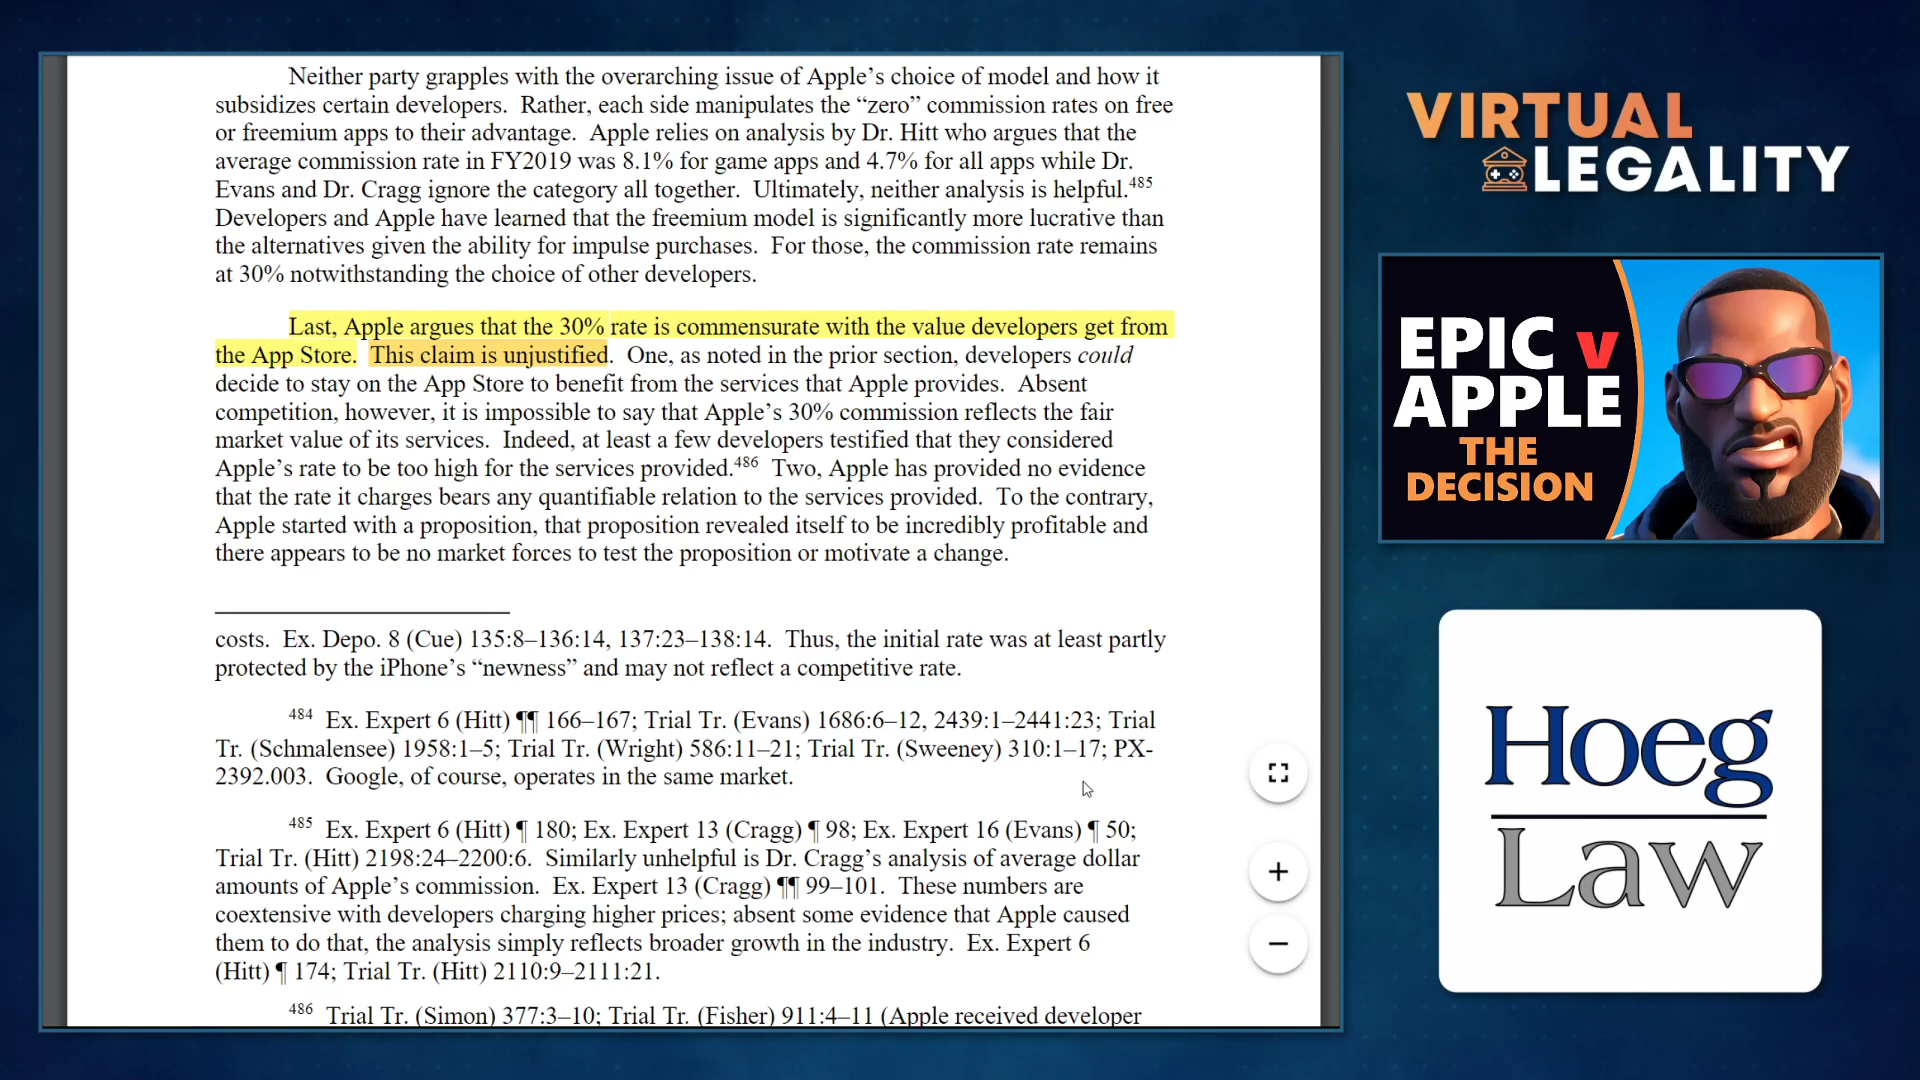 Neither party grapples with the overarching issue of Apple’s choice of model and how it
subsidizes certain developers.  Rather, each side manipulates the “zero” commission rates on free
or freemium apps to their advantage.  Apple relies on analysis by Dr. Hitt who argues that the
average commission rate in FY2019 was 8.1% for game apps and 4.7% for all apps while Dr.
Evans and Dr. Cragg ignore the category all together.  Ultimately, neither analysis is helpful.485
Developers and Apple have learned that the freemium model is significantly more lucrative than
the alternatives given the ability for impulse purchases.  For those, the commission rate remains
at 30% notwithstanding the choice of other developers.
Last, Apple argues that the 30% rate is commensurate with the value developers get from
the App Store.  This claim is unjustified.  One, as noted in the prior section, developers could
decide to stay on the App Store to benefit from the services that Apple provides.  Absent
competition, however, it is impossible to say that Apple’s 30% commission reflects the fair
market value of its services.  Indeed, at least a few developers testified that they considered
Apple’s rate to be too high for the services provided.486  Two, Apple has provided no evidence
that the rate it charges bears any quantifiable relation to the services provided.  To the contrary,
Apple started with a proposition, that proposition revealed itself to be incredibly profitable and
there appears to be no market forces to test the proposition or motivate a change.
costs.  Ex. Depo. 8 (Cue) 135:8–136:14, 137:23–138:14.  Thus, the initial rate was at least partly
protected by the iPhone’s “newness” and may not reflect a competitive rate.
484  Ex. Expert 6 (Hitt) ¶¶ 166–167; Trial Tr. (Evans) 1686:6–12, 2439:1–2441:23; Trial
Tr. (Schmalensee) 1958:1–5; Trial Tr. (Wright) 586:11–21; Trial Tr. (Sweeney) 310:1–17; PX-
2392.003.  Google, of course, operates in the same market.
485  Ex. Expert 6 (Hitt) ¶ 180; Ex. Expert 13 (Cragg) ¶ 98; Ex. Expert 16 (Evans) ¶ 50;
Trial Tr. (Hitt) 2198:24–2200:6.  Similarly unhelpful is Dr. Cragg’s analysis of average dollar
amounts of Apple’s commission.  Ex. Expert 13 (Cragg) ¶¶ 99–101.  These numbers are
coextensive with developers charging higher prices; absent some evidence that Apple caused
them to do that, the analysis simply reflects broader growth in the industry.  Ex. Expert 6
(Hitt) ¶ 174; Trial Tr. (Hitt) 2110:9–2111:21.
486  Trial Tr. (Simon) 377:3–10; Trial Tr. (Fisher) 911:4–11 (Apple received developer
VIRTUAL
LEGALITY
EPIC v
APPLE
THE
DECISION
Hoeg
Law